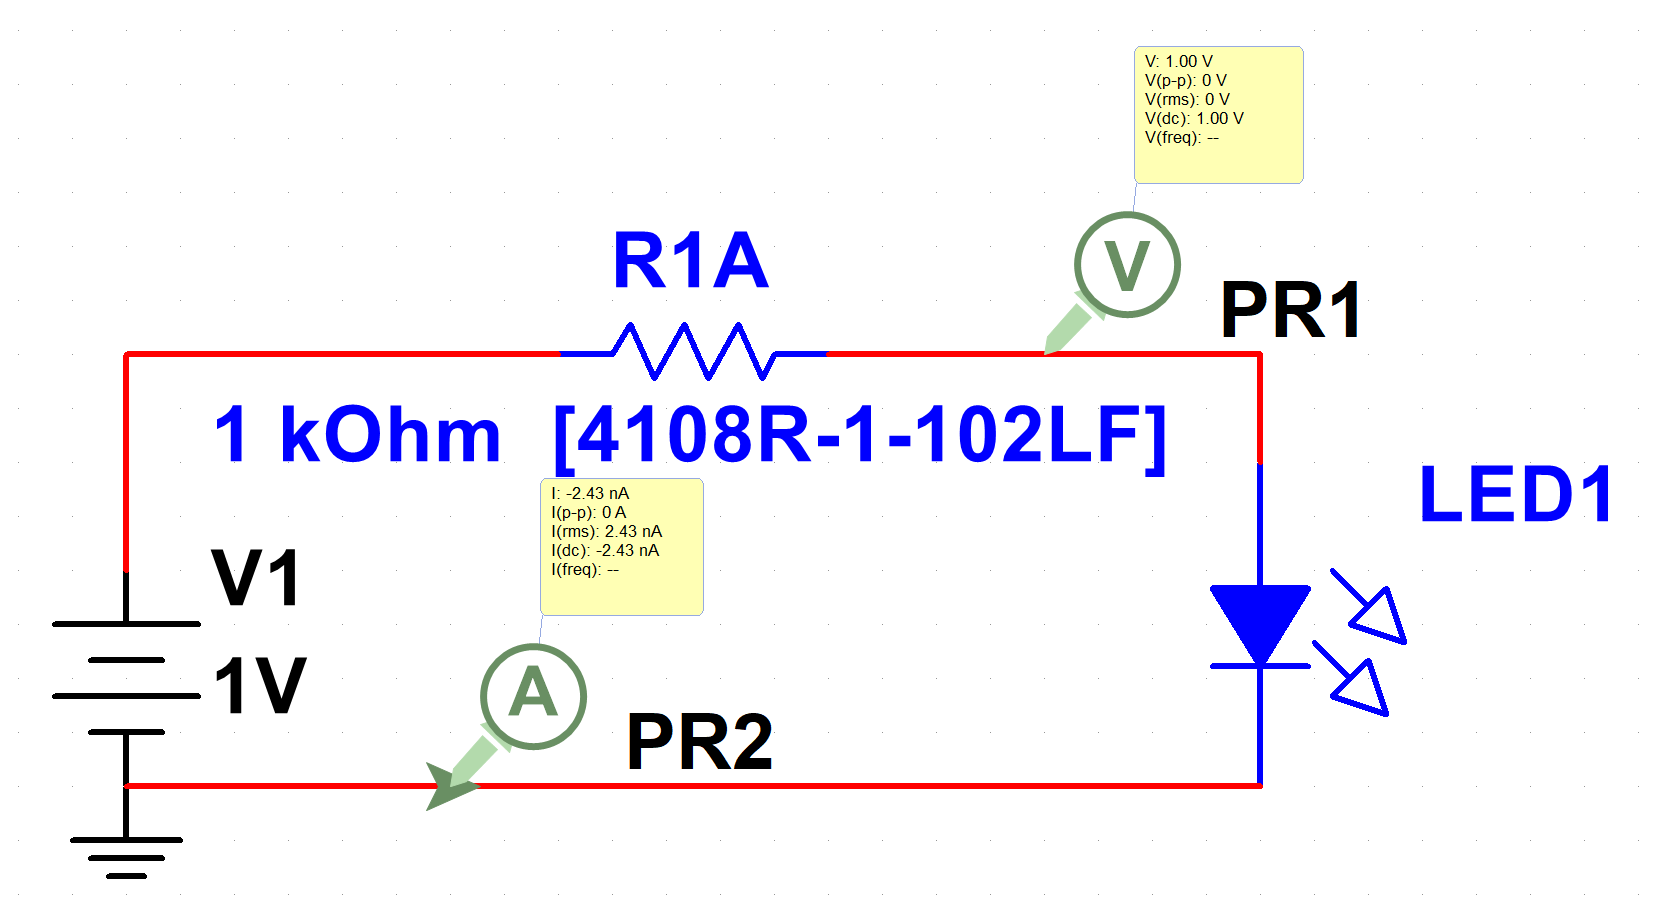 V: 1.00 V
V(p-p): 0 V
V(rms): 0 V
V(dc): 1.00 V
V(freq): --
V
R1A
PR1
1 kOhm [4108R-1-102LF]
LED1
I: -2.43 nA
I(p-p): 0 A
I(rms): 2.43 nA
I(dc): -2.43 nA
I(freq): --
V1
1V
A
PR2